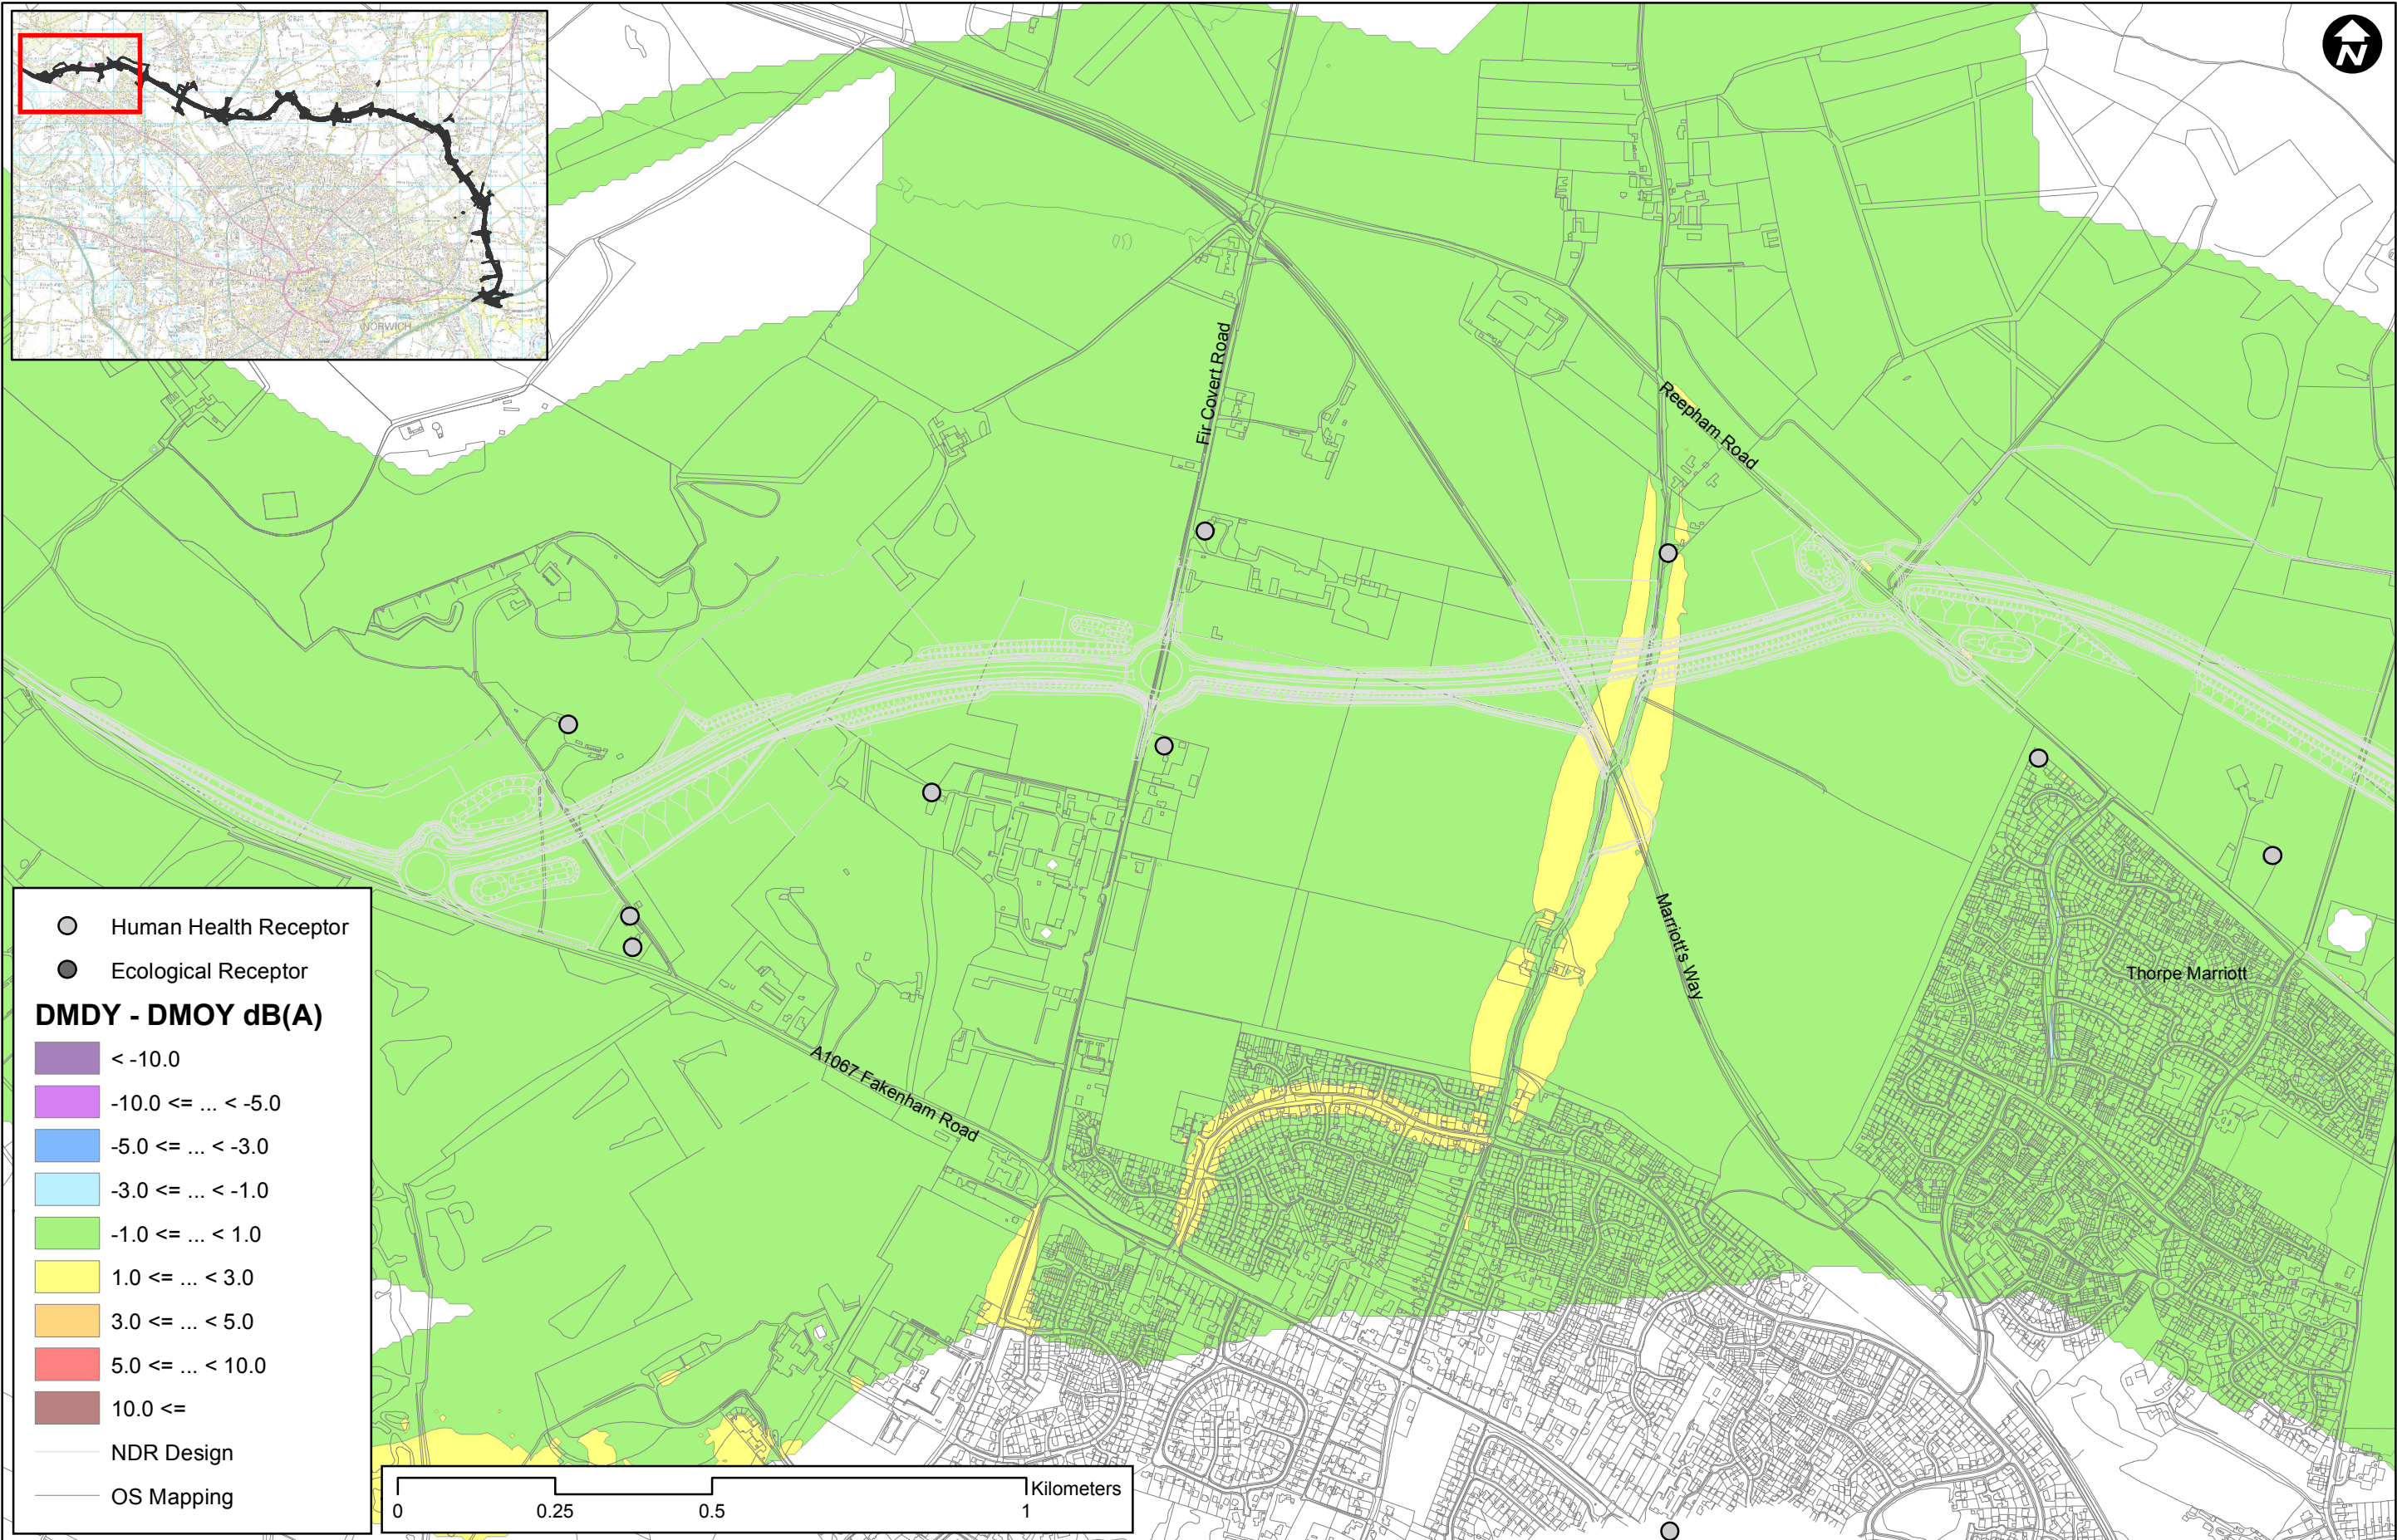 N
NORWICH
Fir Covert Road
Reepham Road
Marriott's Way
Thorpe Marriott
A1067 Fakenham Road
Human Health Receptor
Ecological Receptor
DMDY - DMOY dB(A)
< -10.0
-10.0 <= ... < -5.0
-5.0 <= ... < -3.0
-3.0 <= ... < -1.0
-1.0 <= ... < 1.0
1.0 <= ... < 3.0
3.0 <= ... < 5.0
5.0 <= ... < 10.0
10.0 <=
NDR Design
OS Mapping
Kilometers
0 0.25 0.5 1